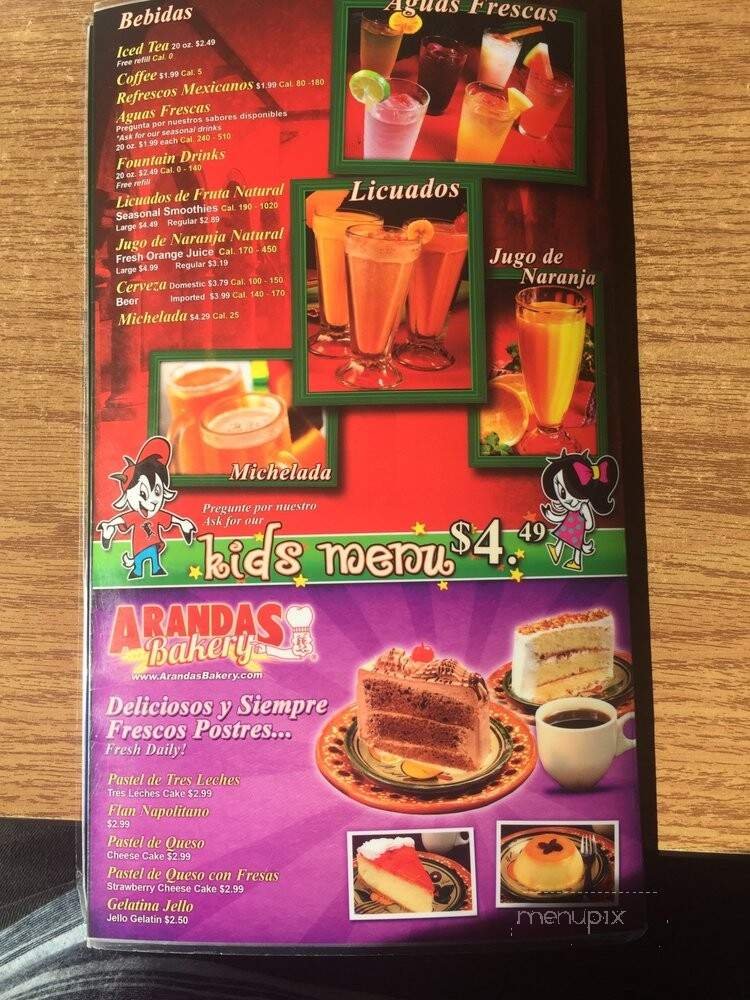 Bebidas
Iced Tea 20 oz. $2.49
Free refill Cal. 0
Coffee $1.99 Cal. 5
Refrescos Mexicanos $1.99 Cal. 80 -180
Aguas Frescas
Pregunta por nuestros sabores disponibles
*Ask for our seasonal drinks
20 oz. $1.99 each Cal. 240 - 510
Fountain Drinks
20 oz. $2.49 Cal. 0 - 140
Free refill
Licuados de Fruta Natural
Seasonal Smoothies Cal. 190 - 1020
Large $4.49 Regular $2.89
Jugo de Naranja Natural
Fresh Orange Juice Cal. 170 - 450
Large $4.99 Regular $3.19
Cerveza Domestic $3.79 Cal. 100 - 150
Beer Imported $3.99 Cal. 140 - 170
Michelada $4.29 Cal. 25
Aguas Frescas
Licuados
Jugo de
Naranja
Michelada
Pregunte por nuestro
Ask for our
kids menu $4.49
ARANDAS
Bakery
www.ArandasBakery.com
Deliciosos y Siempre
Frescos Postres...
Fresh Daily!
Pastel de Tres Leches
Tres Leches Cake $2.99
Flan Napolitano
$2.99
Pastel de Queso
Cheese Cake $2.99
Pastel de Queso con Fresas
Strawberry Cheese Cake $2.99
Gelatina Jello
Jello Gelatin $2.50
menupix